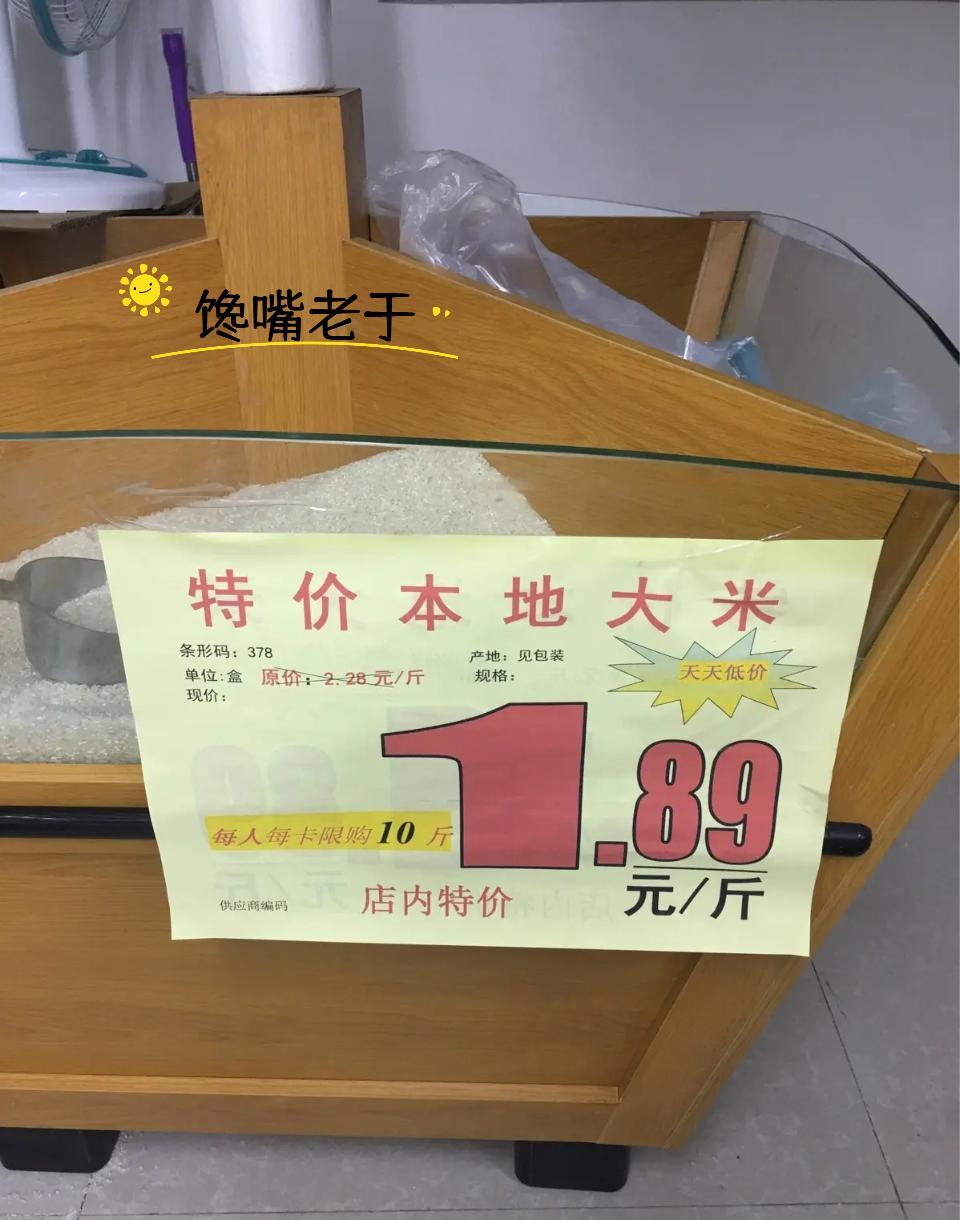 馋嘴老于
特价本地大米
条形码：378
产地：见包装
单位:盒 原价：2.28元/斤
规格：
天天低价
现价：
1.89
每人每卡限购10斤
元/斤
供应商编码
店内特价